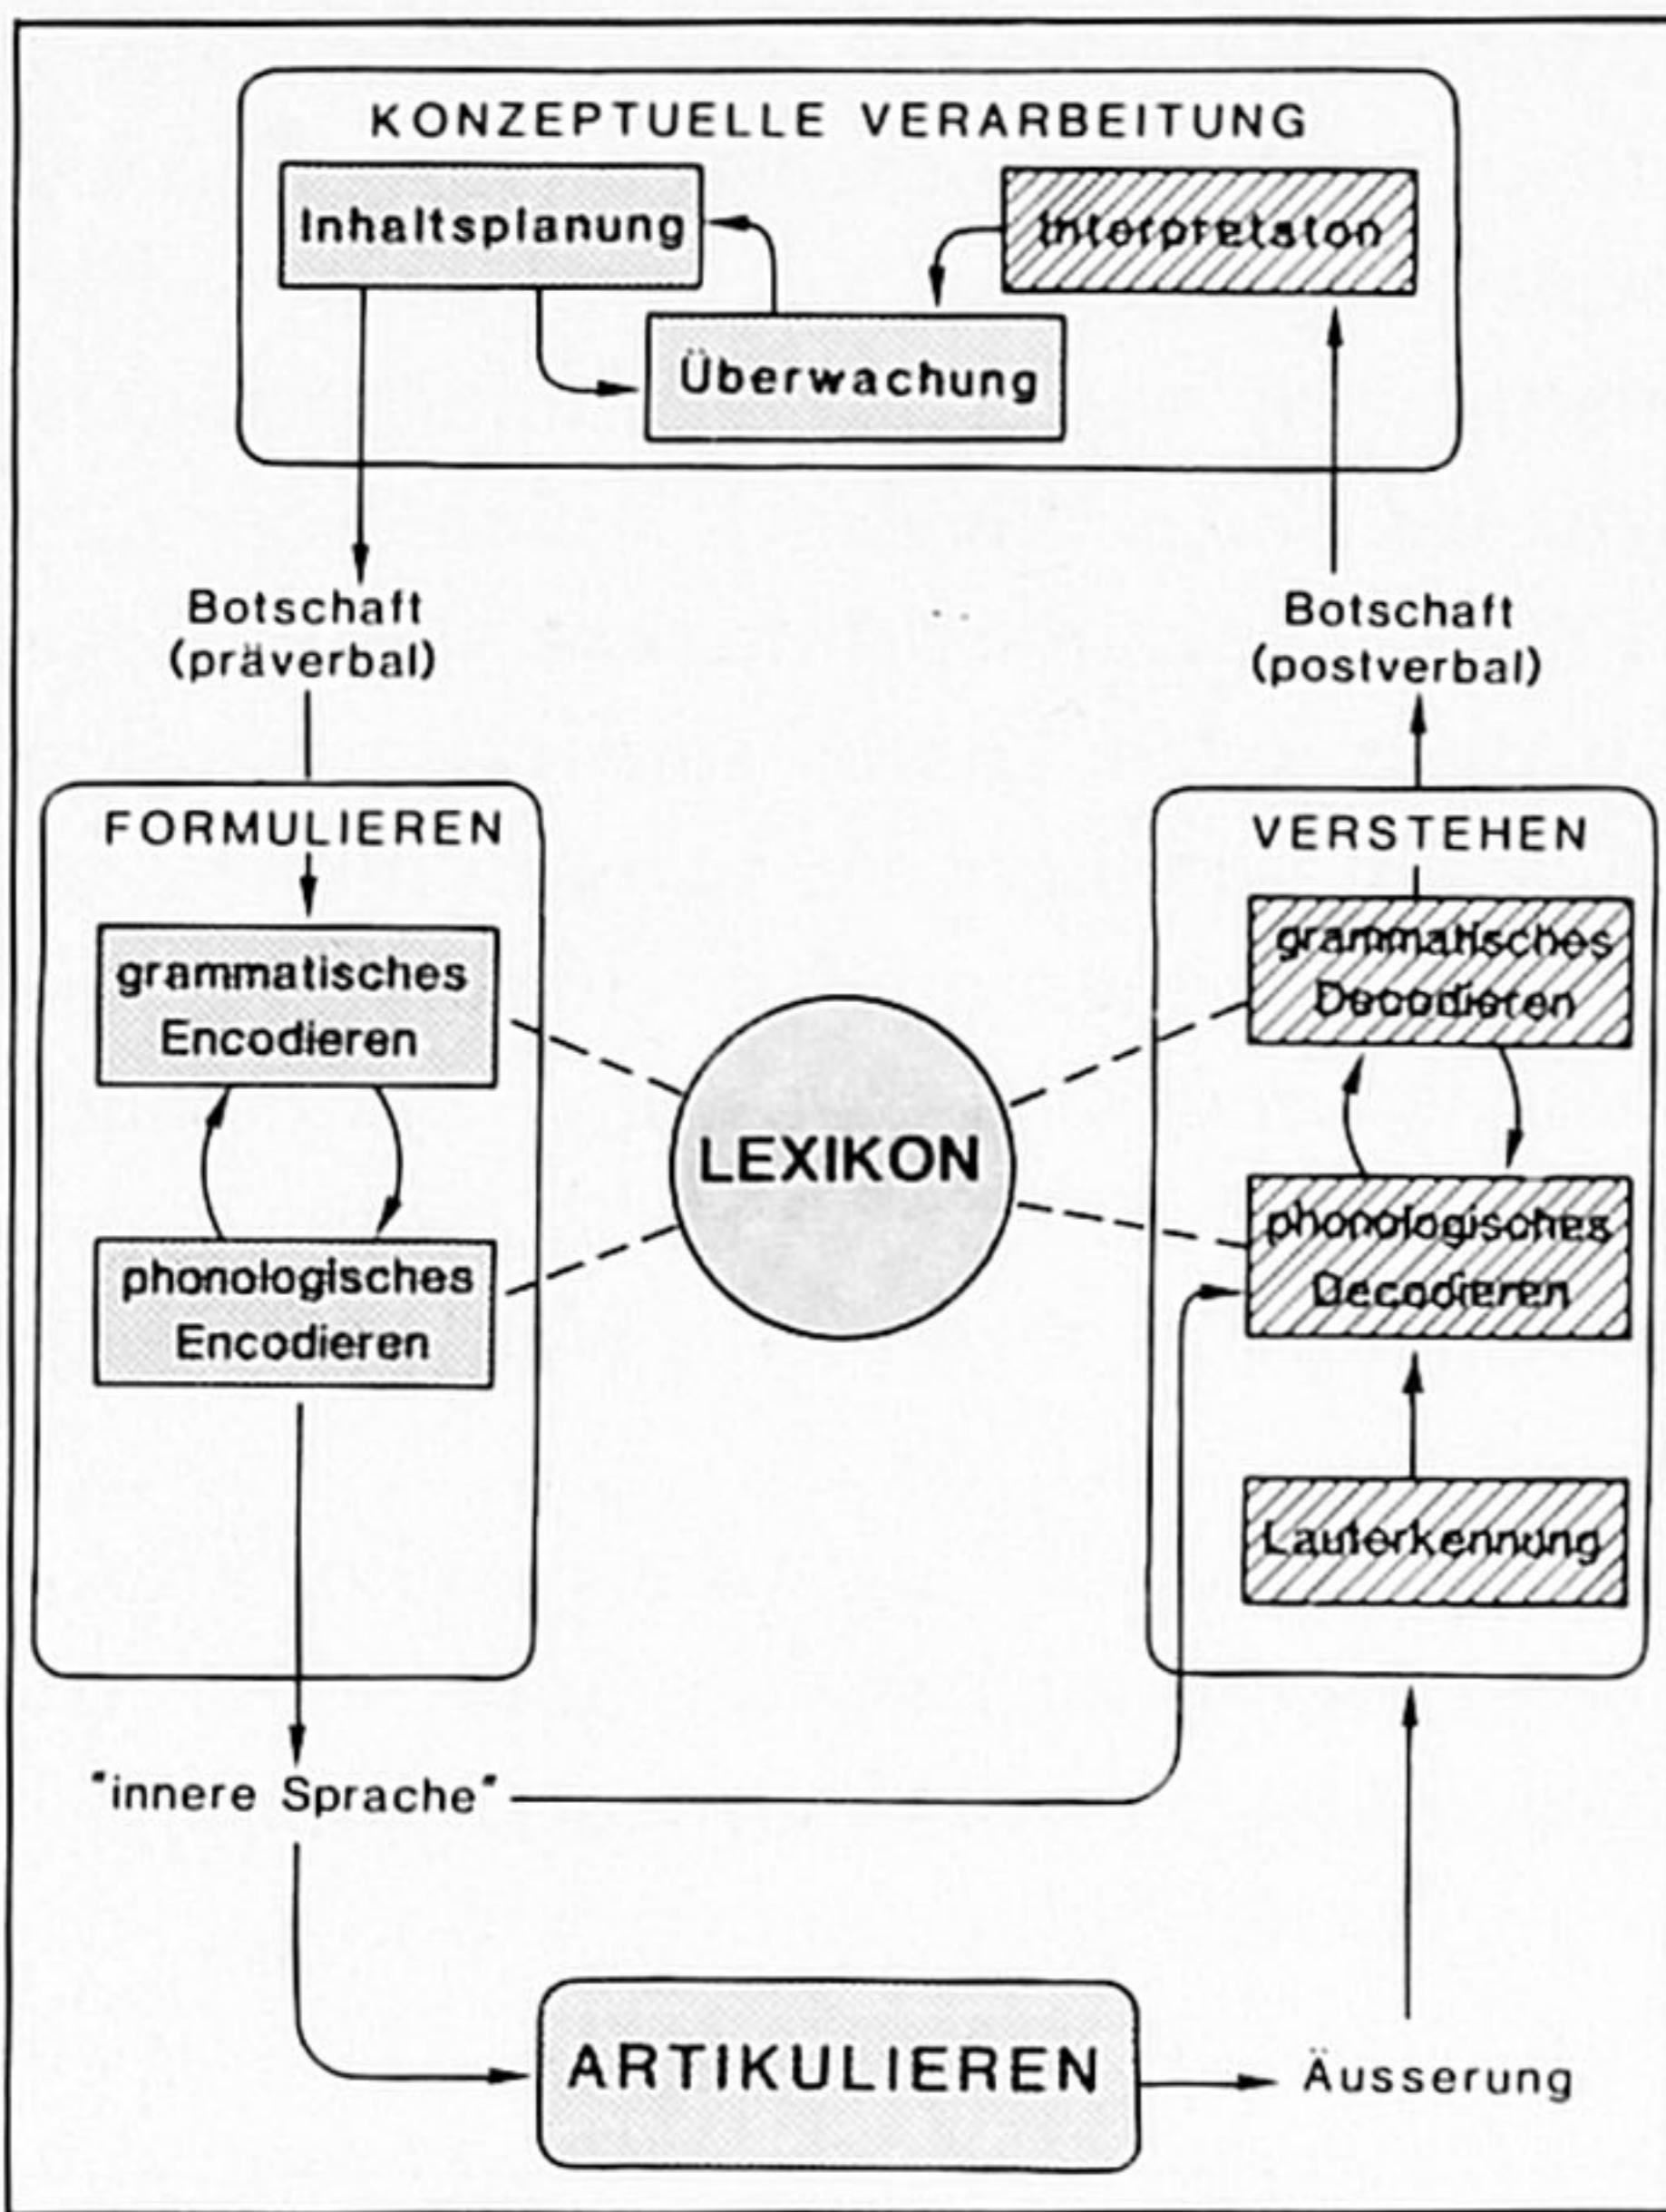 KONZEPTUELLE VERARBEITUNG
Inhaltsplanung
Interpretation
Überwachung
Botschaft
(präverbal)
Botschaft
(postverbal)
FORMULIEREN
grammatisches
Encodieren
phonologisches
Encodieren
LEXIKON
VERSTEHEN
grammatisches
Decodieren
phonologisches
Decodieren
Lauterkennung
"innere Sprache"
ARTIKULIEREN
Äusserung